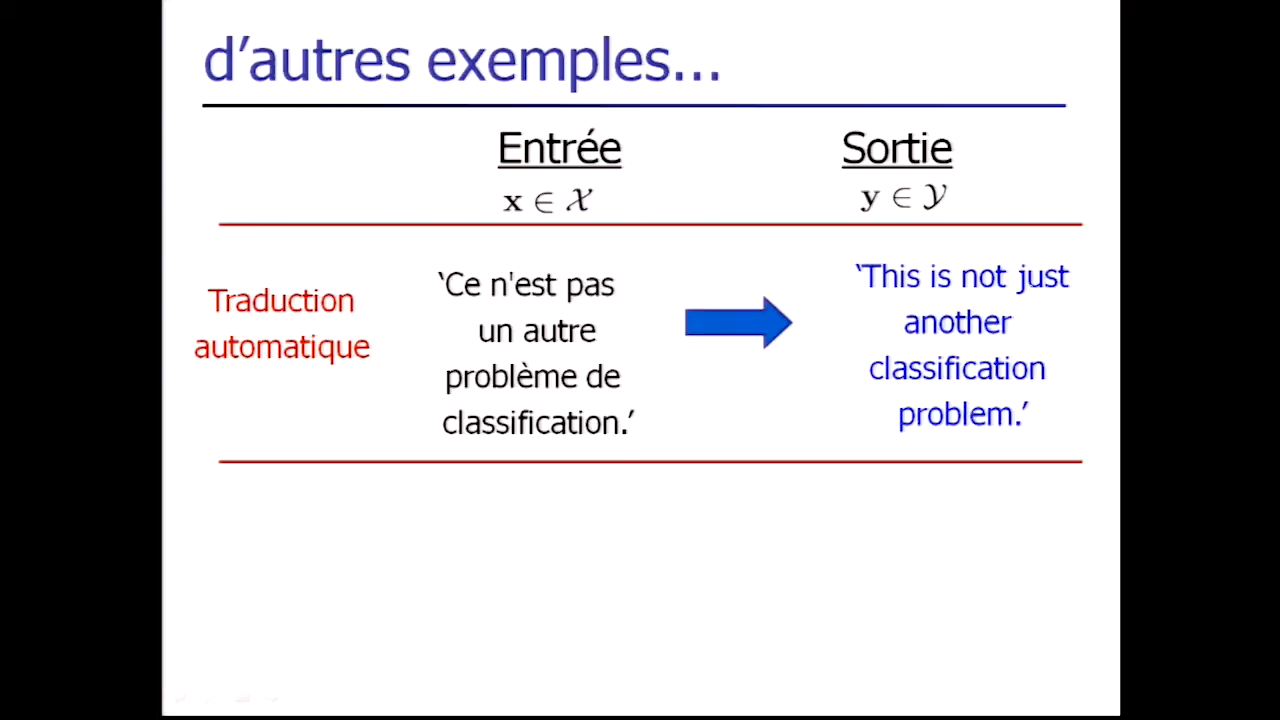 d’autres exemples...
Entrée
Sortie
x ∈ 𝒳
y ∈ 𝒴
Traduction
automatique
‘Ce n'est pas
un autre
problème de
classification.’
‘This is not just
another
classification
problem.’